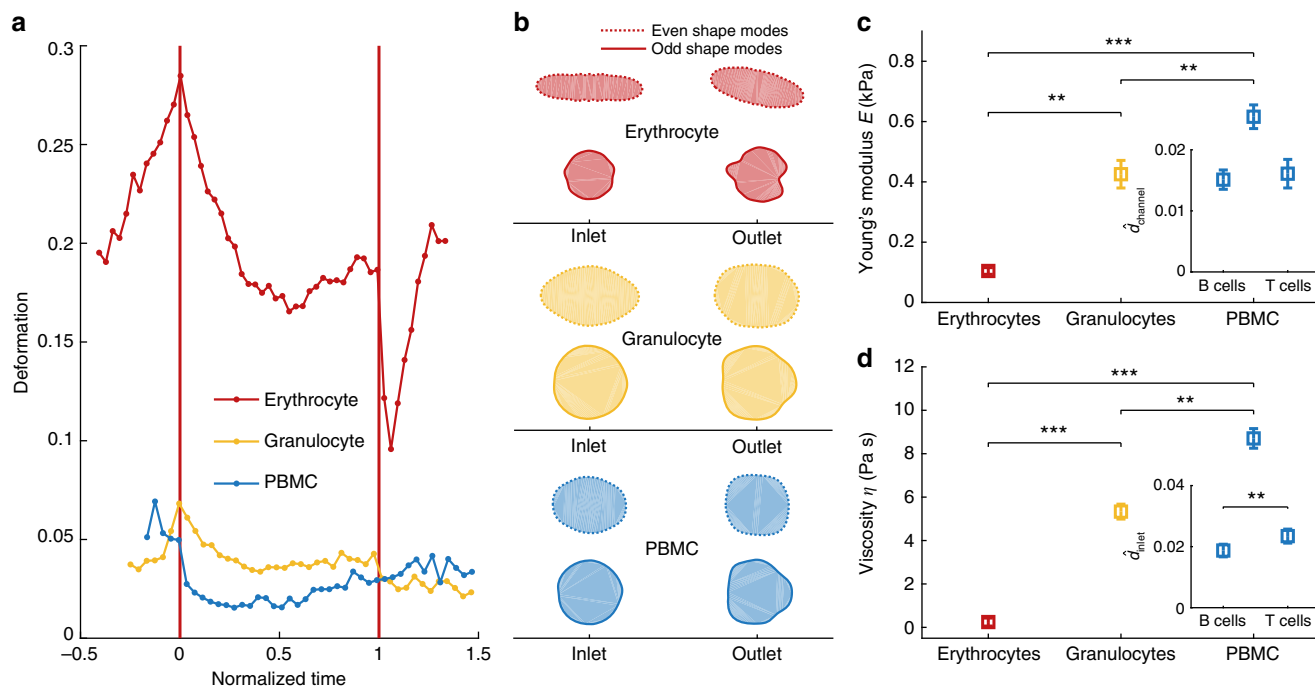 a
0.3
0.25
0.2
0.15
0.1
0.05
0
Deformation
Erythrocyte
Granulocyte
PBMC
–0.5
0
0.5
1
1.5
Normalized time
b
Even shape modes
Odd shape modes
Erythrocyte
Inlet
Outlet
Granulocyte
Inlet
Outlet
PBMC
Inlet
Outlet
c
Young's modulus E (kPa)
0.8
0.6
0.4
0.2
0
***
**
**
Erythrocytes
Granulocytes
PBMC
d̂channel
0.02
0.01
0
B cells
T cells
d
Viscosity η (Pa s)
12
10
8
6
4
2
0
***
**
***
Erythrocytes
Granulocytes
PBMC
d̂inlet
0.04
0.02
0
**
B cells
T cells